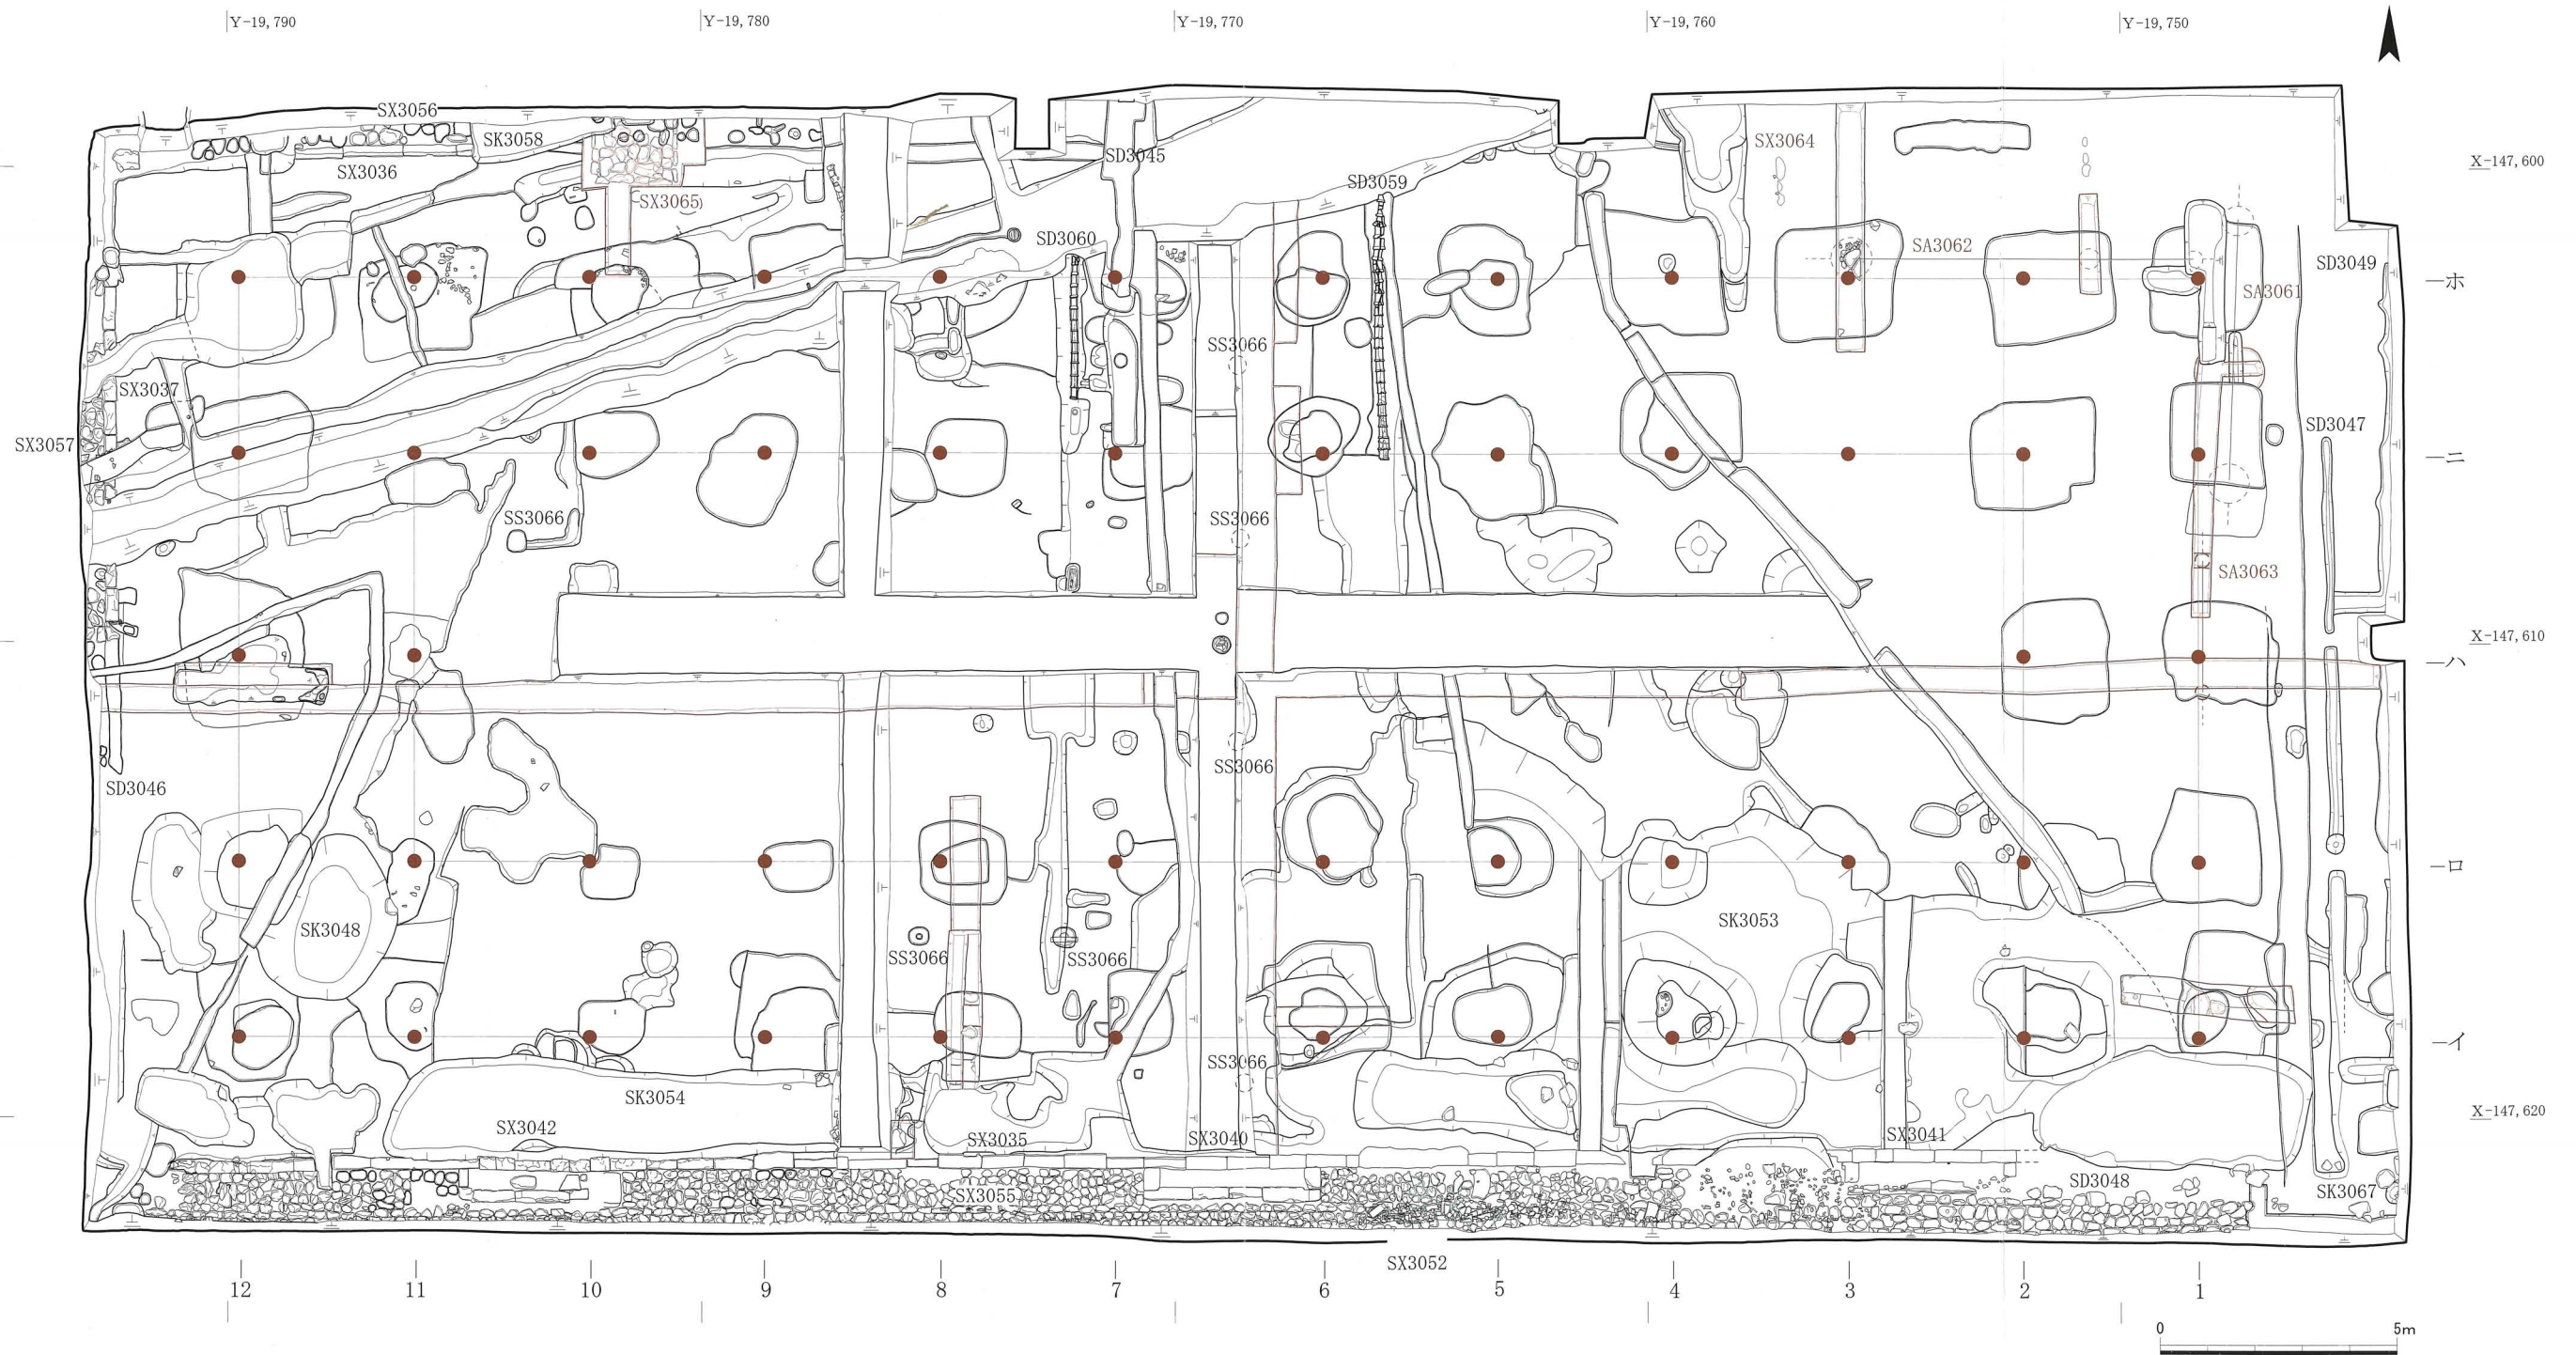 Y-19,790 Y-19,780 Y-19,770 Y-19,760 Y-19,750
SX3056
SK3058
SX3064
X-147,600
SD3045
SX3036
SD3059
SX3065
SD3060
SA3062
SD3049
ホ
SA3061
SS3066
SX3037
SD3047
SX3057
ニ
SS3066
SS3066
SA3063
X-147,610
ハ
SS3066
SD3046
ロ
SK3053
SK3048
SS3066
SS3066
イ
SS3066
SK3054
X-147,620
SX3042
SX3035
SX3040
SX3041
SD3048
SX3055
SK3067
SX3052
12 11 10 9 8 7 6 5 4 3 2 1
0 5m